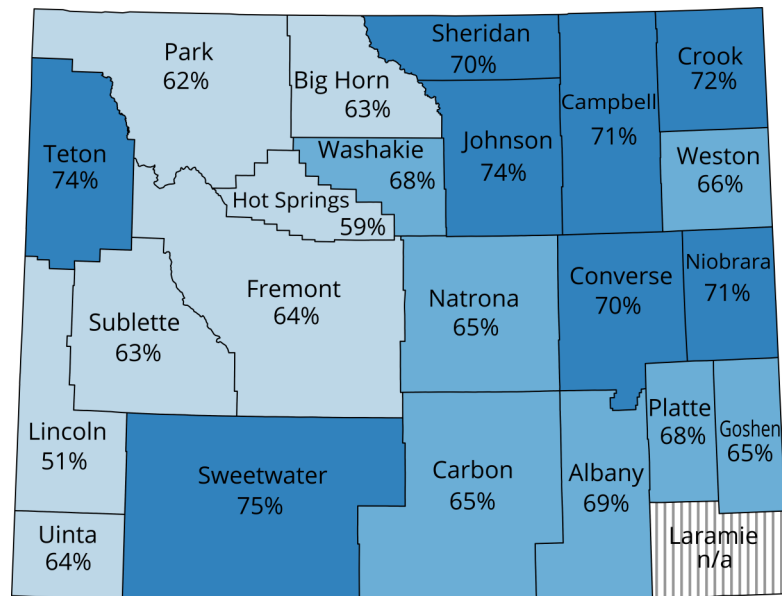 Park
62%
Big Horn
63%
Sheridan
70%
Campbell
71%
Crook
72%
Teton
74%
Washakie
68%
Johnson
74%
Weston
66%
Hot Springs
59%
Fremont
64%
Sublette
63%
Natrona
65%
Converse
70%
Niobrara
71%
Lincoln
51%
Sweetwater
75%
Carbon
65%
Albany
69%
Platte
68%
Goshen
65%
Uinta
64%
Laramie
n/a